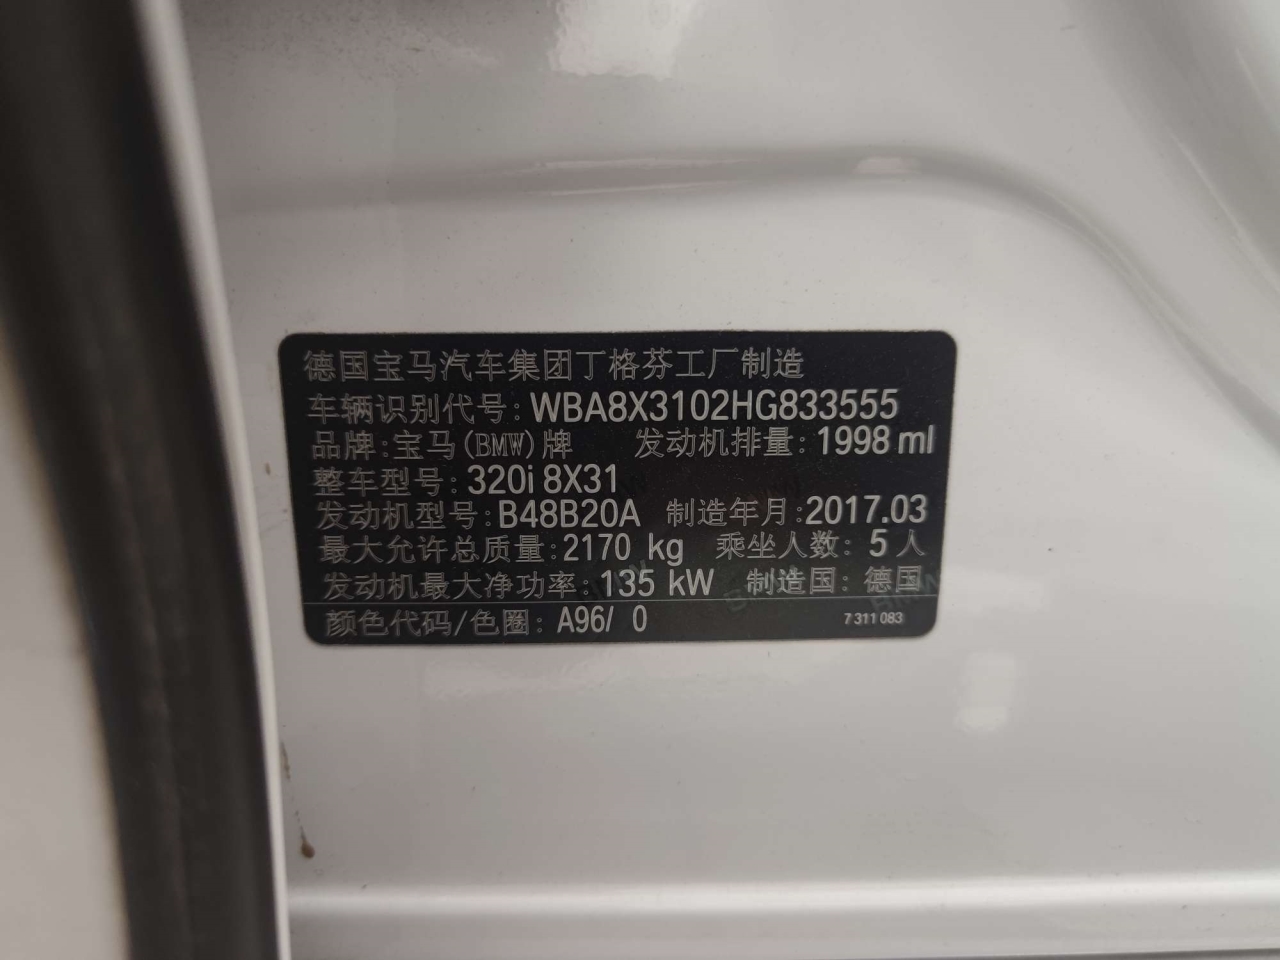 德国宝马汽车集团丁格芬工厂制造
车辆识别代号: WBA8X3102HG833555
品牌:宝马(BMW)牌 发动机排量: 1998 ml
整车型号: 320i 8X31
发动机型号: B48B20A 制造年月:2017.03
最大允许总质量:2170 kg 乘坐人数: 5 人
发动机最大净功率: 135 kW 制造国: 德国
颜色代码/色圈: A96/ 0 7 311 083